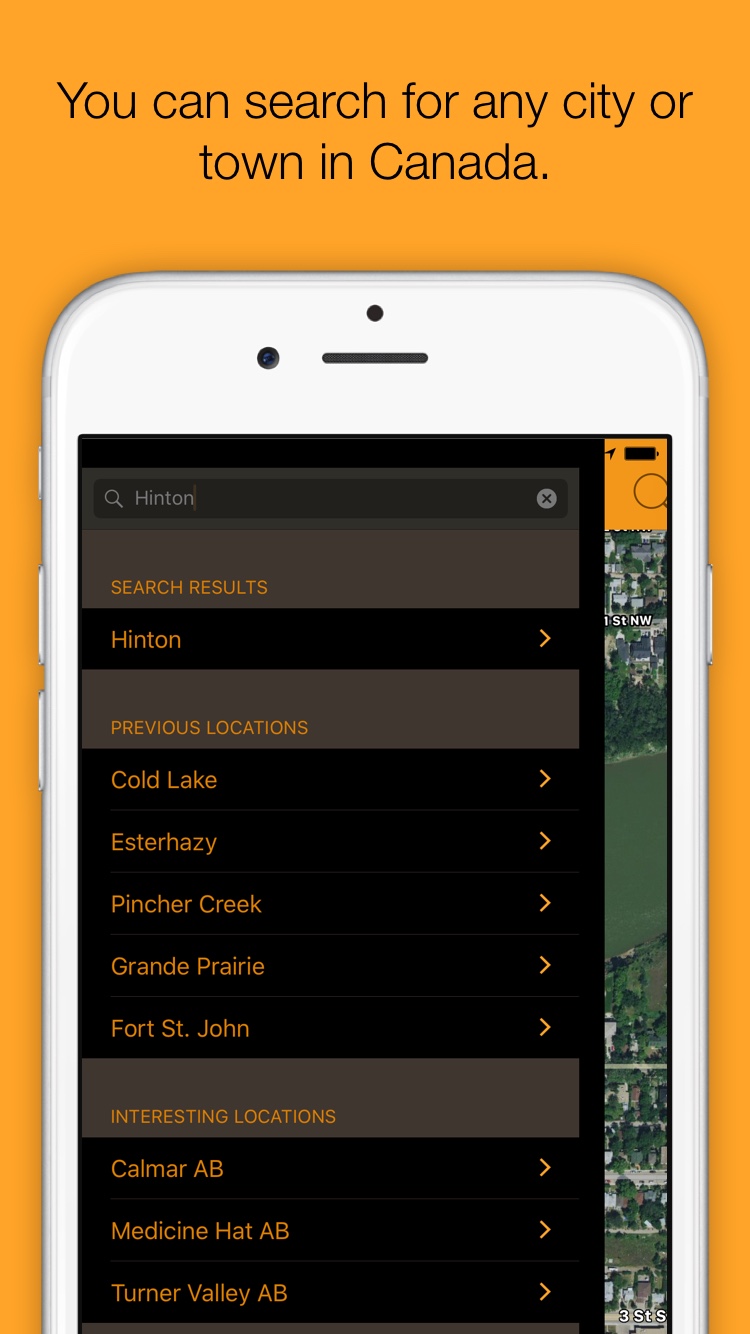 You can search for any city or
town in Canada.
Hinton
SEARCH RESULTS
Hinton
1 St NW
PREVIOUS LOCATIONS
Cold Lake
Esterhazy
Pincher Creek
Grande Prairie
Fort St. John
INTERESTING LOCATIONS
Calmar AB
Medicine Hat AB
Turner Valley AB
3 St S